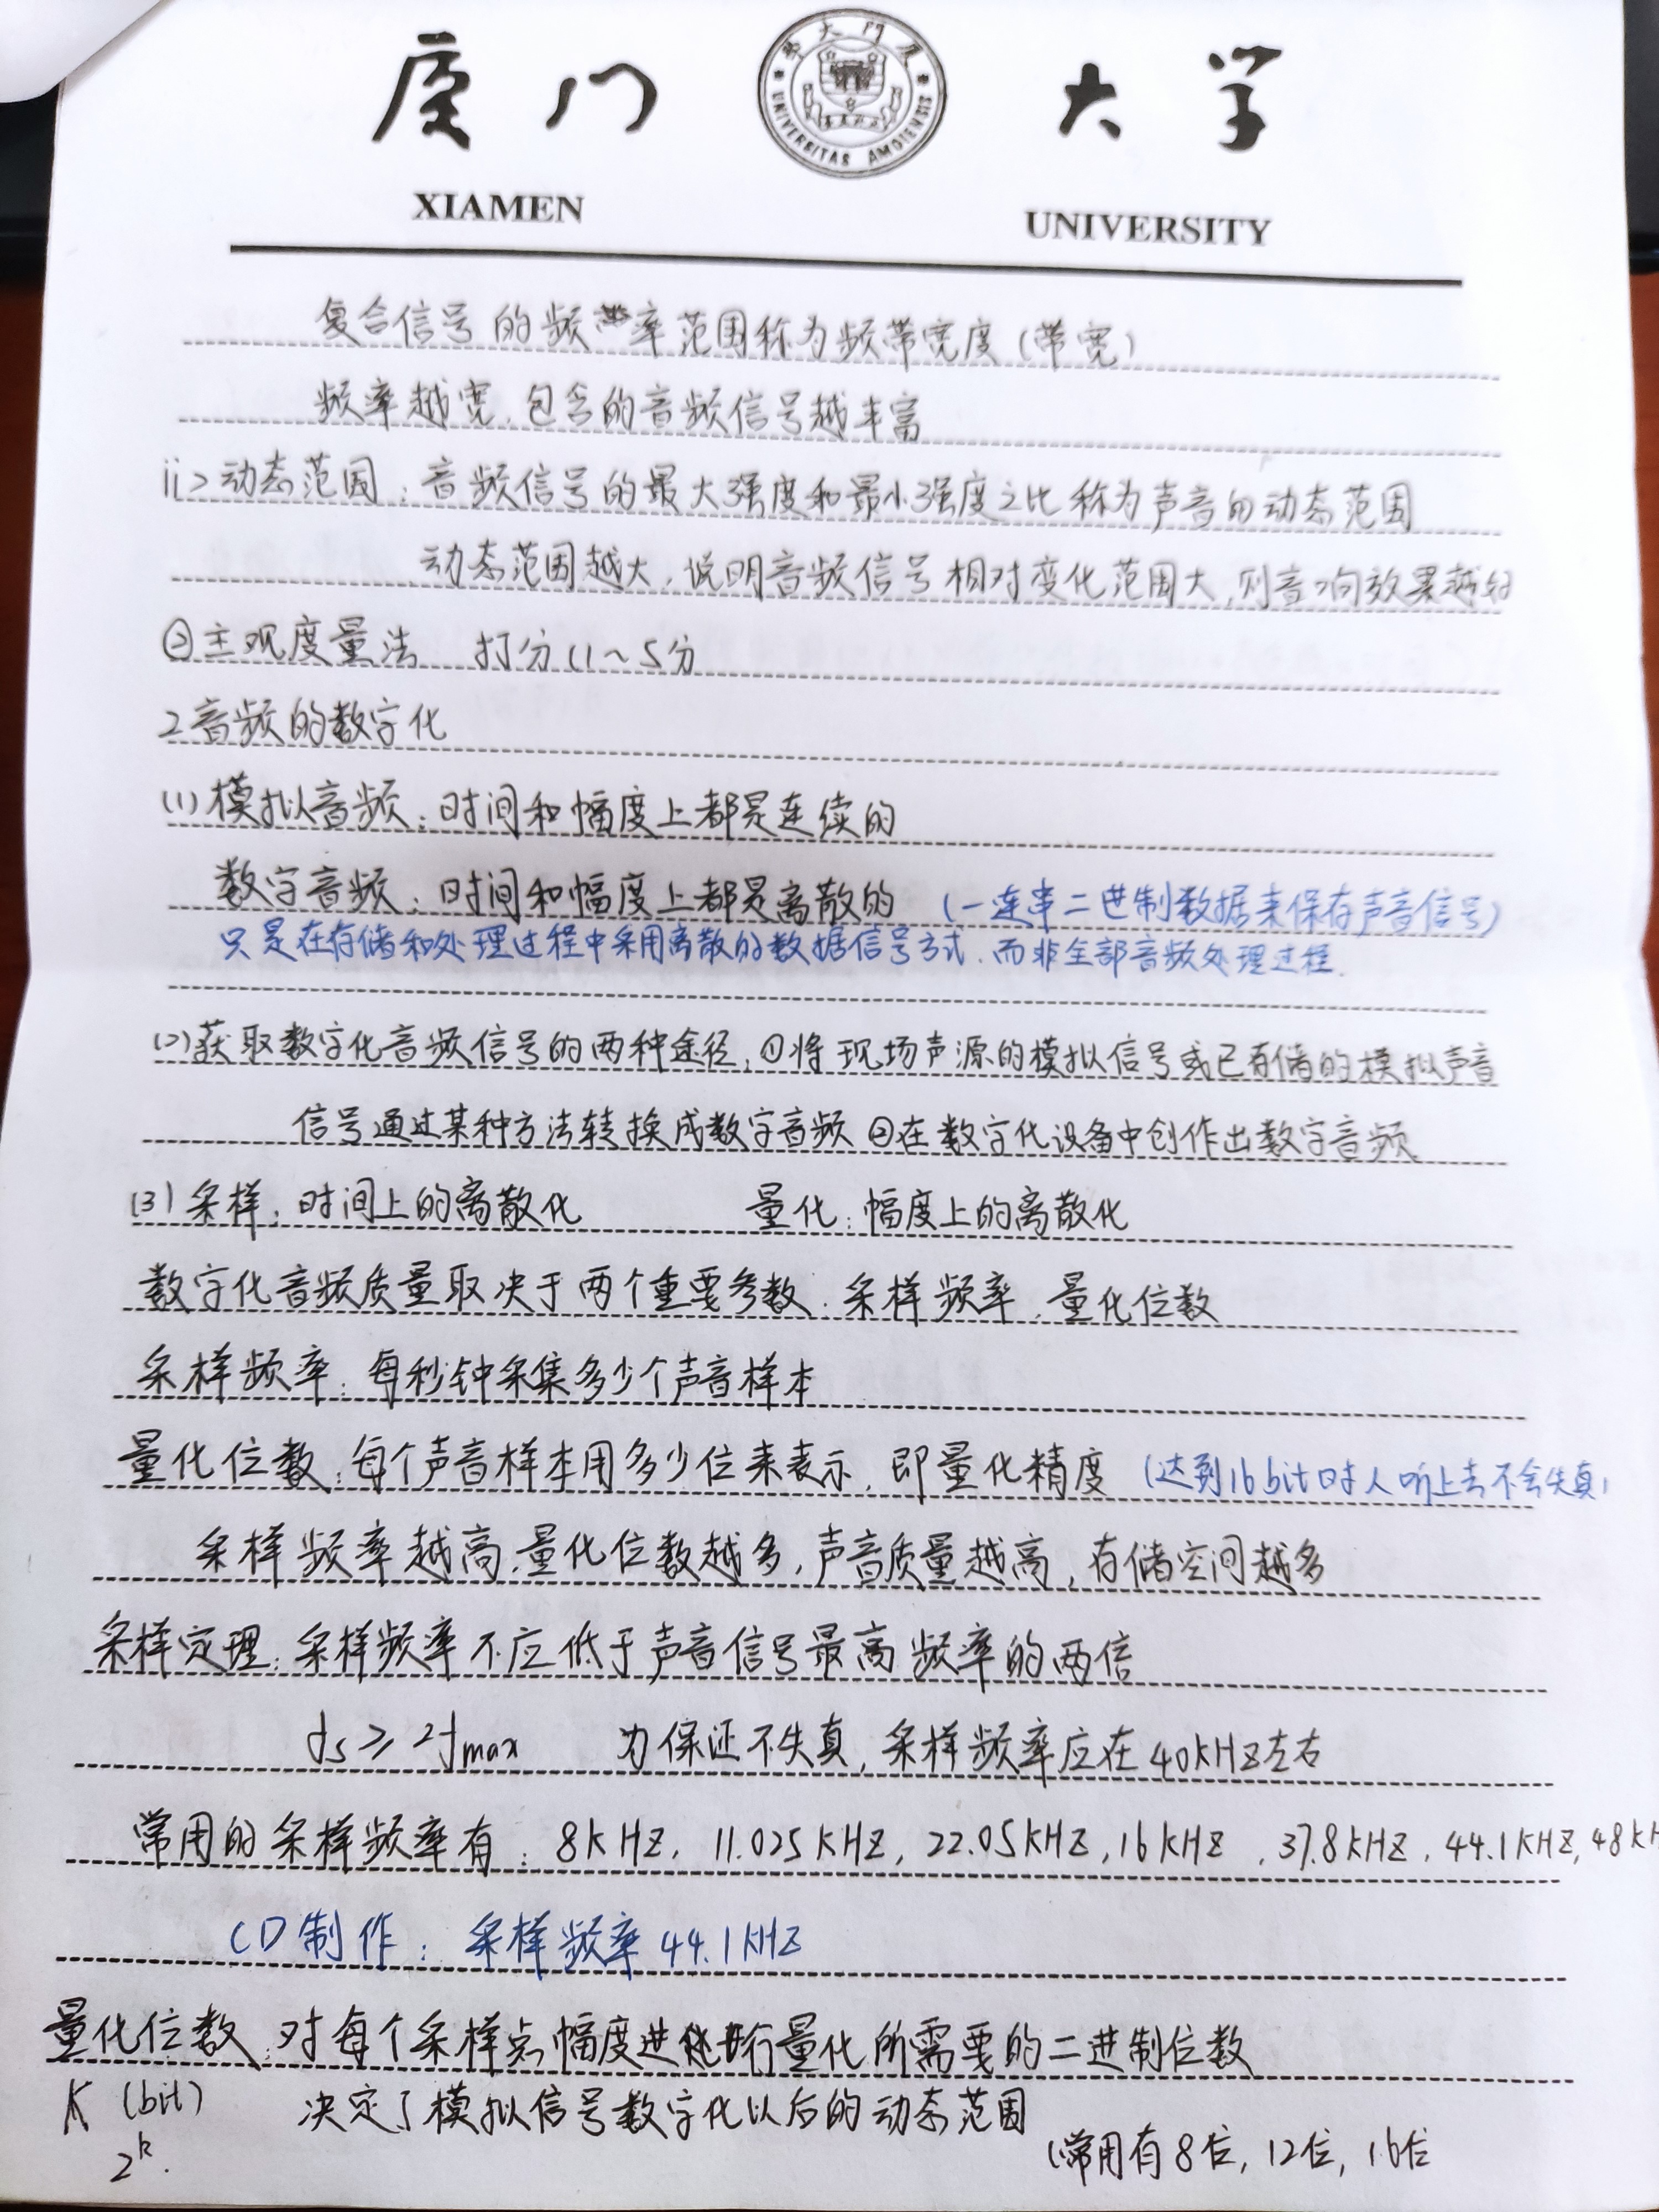 厦门大学
厦大門
UNIVERSITAS AMOIENSIS
XIAMEN UNIVERSITY
复合信号的频率范围称为频带宽度(带宽)
频率越宽,包含的音频信号越丰富
ii>动态范围:音频信号的最大强度和最小强度之比称为声音的动态范围
动态范围越大,说明音频信号相对变化范围大,则音响效果越好
②主观度量法 打分(1~5分
2音频的数字化
(1)模拟音频:时间和幅度上都是连续的
数字音频:时间和幅度上都是离散的 (一连串二进制数据来保存声音信号)
只是在存储和处理过程中采用离散的数据信号方式,而非全部音频处理过程.
(2)获取数字化音频信号的两种途径:①将现场声源的模拟信号或已存储的模拟声音
信号通过某种方法转换成数字音频②在数字化设备中创作出数字音频
(3)采样:时间上的离散化 量化:幅度上的离散化
数字化音频质量取决于两个重要参数:采样频率,量化位数
采样频率:每秒钟采集多少个声音样本
量化位数:每个声音样本用多少位来表示,即量化精度 (达到16bit时人听上去不会失真)
采样频率越高,量化位数越多,声音质量越高,存储空间越多
采样定理:采样频率不应低于声音信号最高频率的两倍
fs≥2fmax 为保证不失真,采样频率应在40kHz左右
常用的采样频率有:8kHz,11.025kHz,22.05kHz,16kHz,37.8kHz,44.1kHz,48kH
CD制作:采样频率44.1kHz
量化位数:对每个采样点幅度进行量化所需要的二进制位数
K (bit) 决定了模拟信号数字化以后的动态范围
2^k. (常用有8位,12位,16位